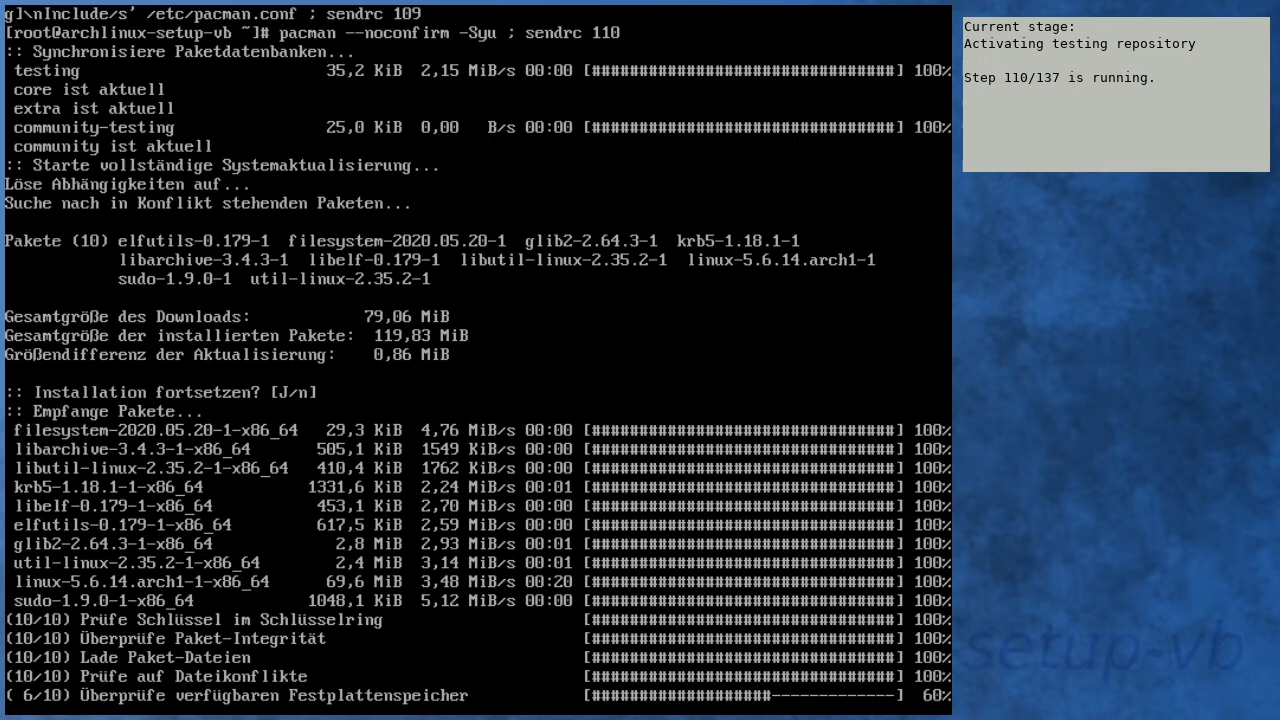 g]\nInclude/s' /etc/pacman.conf ; sendrc 109
[root@archlinux-setup-vb ~]# pacman --noconfirm -Syu ; sendrc 110
:: Synchronisiere Paketdatenbanken...
 testing                          35,2 KiB  2,15 MiB/s 00:00 [################################] 100%
 core ist aktuell
 extra ist aktuell
 community-testing                25,0 KiB  0,00   B/s 00:00 [################################] 100%
 community ist aktuell
:: Starte vollständige Systemaktualisierung...
Löse Abhängigkeiten auf...
Suche nach in Konflikt stehenden Paketen...
Pakete (10) elfutils-0.179-1  filesystem-2020.05.20-1  glib2-2.64.3-1  krb5-1.18.1-1
            libarchive-3.4.3-1  libelf-0.179-1  libutil-linux-2.35.2-1  linux-5.6.14.arch1-1
            sudo-1.9.0-1  util-linux-2.35.2-1
Gesamtgröße des Downloads:            79,06 MiB
Gesamtgröße der installierten Pakete:  119,83 MiB
Größendifferenz der Aktualisierung:    0,86 MiB
:: Installation fortsetzen? [J/n]
:: Empfange Pakete...
 filesystem-2020.05.20-1-x86_64   29,3 KiB  4,76 MiB/s 00:00 [################################] 100%
 libarchive-3.4.3-1-x86_64       505,1 KiB  1549 KiB/s 00:00 [################################] 100%
 libutil-linux-2.35.2-1-x86_64   410,4 KiB  1762 KiB/s 00:00 [################################] 100%
 krb5-1.18.1-1-x86_64           1331,6 KiB  2,24 MiB/s 00:01 [################################] 100%
 libelf-0.179-1-x86_64           453,1 KiB  2,70 MiB/s 00:00 [################################] 100%
 elfutils-0.179-1-x86_64         617,5 KiB  2,59 MiB/s 00:00 [################################] 100%
 glib2-2.64.3-1-x86_64             2,8 MiB  2,93 MiB/s 00:01 [################################] 100%
 util-linux-2.35.2-1-x86_64        2,4 MiB  3,14 MiB/s 00:01 [################################] 100%
 linux-5.6.14.arch1-1-x86_64      69,6 MiB  3,48 MiB/s 00:20 [################################] 100%
 sudo-1.9.0-1-x86_64            1048,1 KiB  5,12 MiB/s 00:00 [################################] 100%
(10/10) Prüfe Schlüssel im Schlüsselring                     [################################] 100%
(10/10) Überprüfe Paket-Integrität                           [################################] 100%
(10/10) Lade Paket-Dateien                                   [################################] 100%
(10/10) Prüfe auf Dateikonflikte                             [################################] 100%
( 6/10) Überprüfe verfügbaren Festplattenspeicher            [###################-------------]  60%
Current stage:
Activating testing repository
Step 110/137 is running.
setup-vb